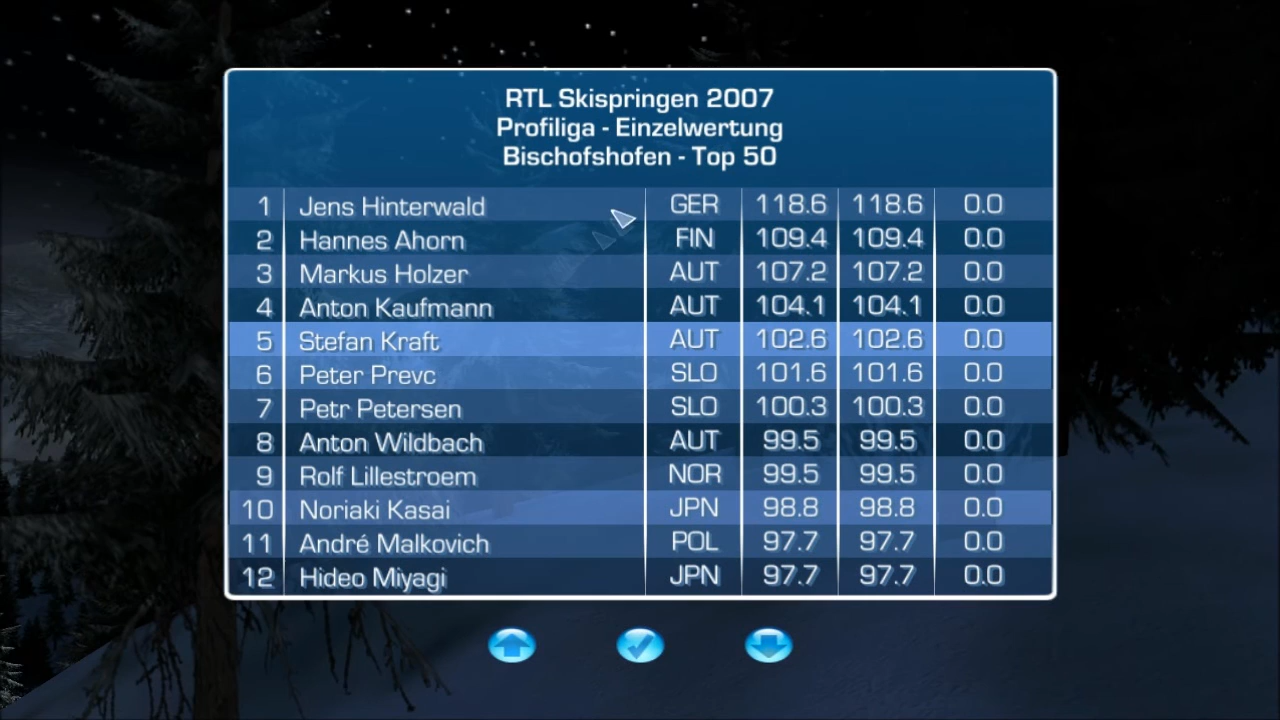 RTL Skispringen 2007
Profiliga - Einzelwertung
Bischofshofen - Top 50
1 Jens Hinterwald GER 118.6 118.6 0.0
2 Hannes Ahorn FIN 109.4 109.4 0.0
3 Markus Holzer AUT 107.2 107.2 0.0
4 Anton Kaufmann AUT 104.1 104.1 0.0
5 Stefan Kraft AUT 102.6 102.6 0.0
6 Peter Prevc SLO 101.6 101.6 0.0
7 Petr Petersen SLO 100.3 100.3 0.0
8 Anton Wildbach AUT 99.5 99.5 0.0
9 Rolf Lillestroem NOR 99.5 99.5 0.0
10 Noriaki Kasai JPN 98.8 98.8 0.0
11 André Malkovich POL 97.7 97.7 0.0
12 Hideo Miyagi JPN 97.7 97.7 0.0